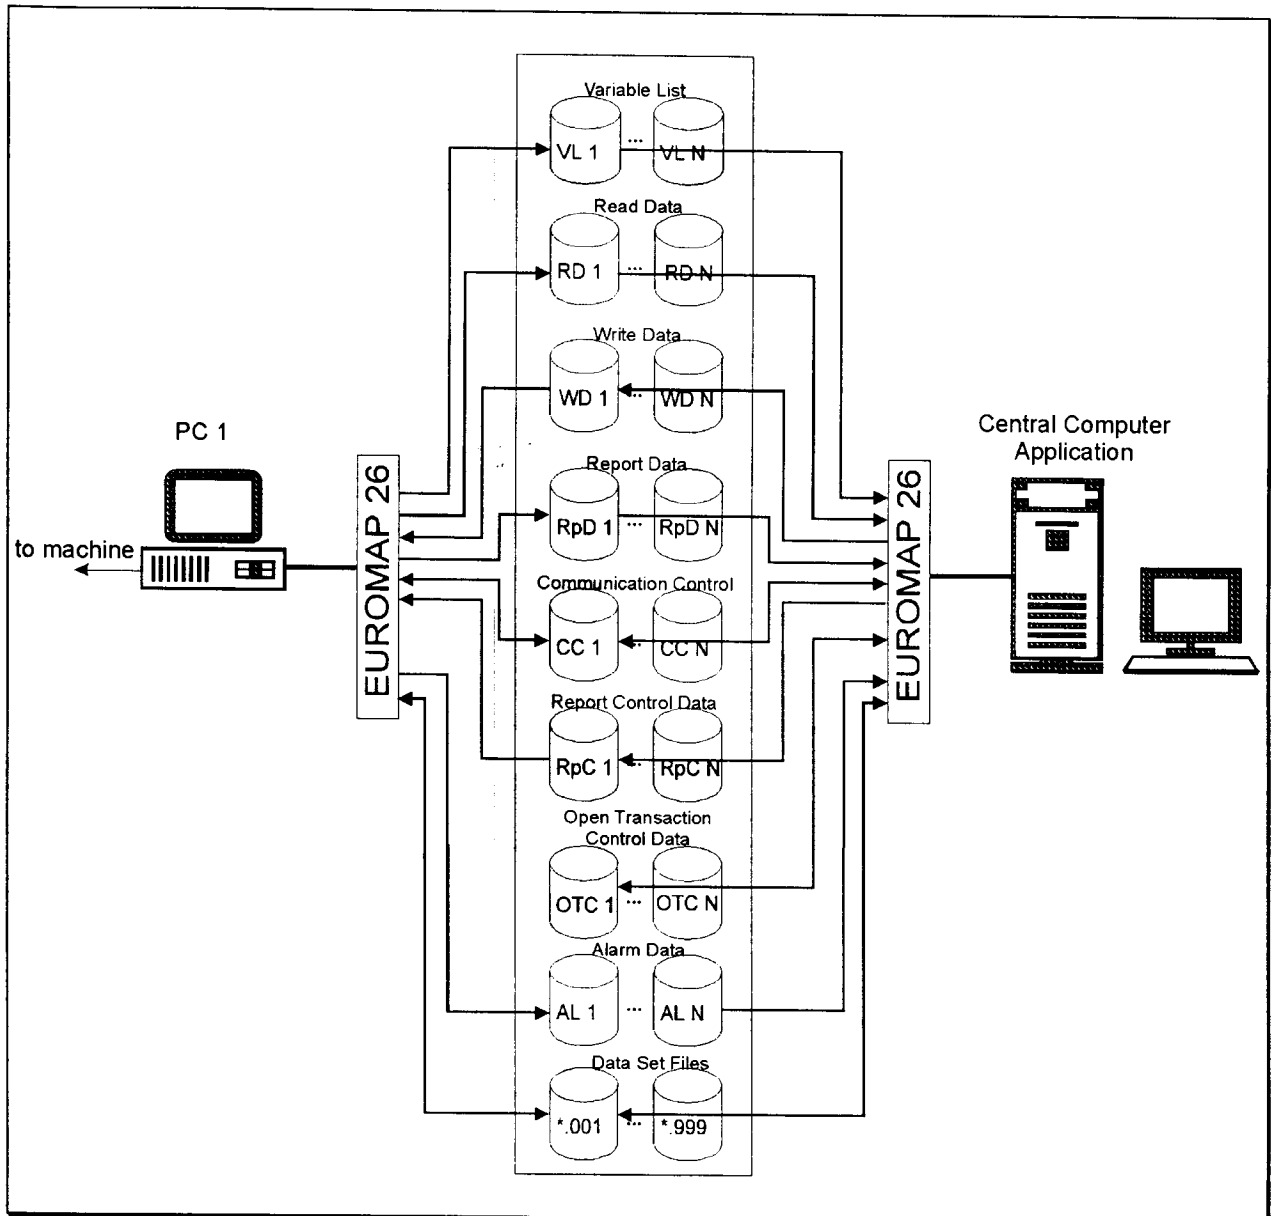 Variable List
VL 1 ... VL N
Read Data
RD 1 ... RD N
Write Data
WD 1 ... WD N
PC 1
Central Computer
Application
Report Data
EUROMAP 26
EUROMAP 26
RpD 1 ... RpD N
to machine
Communication Control
CC 1 ... CC N
Report Control Data
RpC 1 ... RpC N
Open Transaction
Control Data
OTC 1 ... OTC N
Alarm Data
AL 1 ... AL N
Data Set Files
*.001 ... *.999